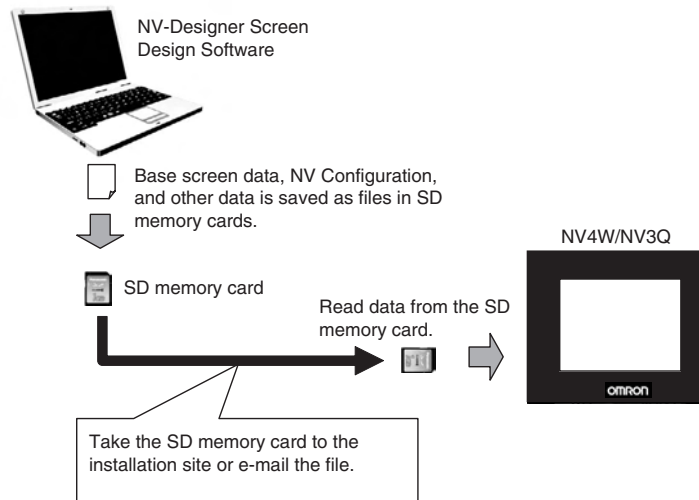 NV-Designer Screen
Design Software
Base screen data, NV Configuration,
and other data is saved as files in SD
memory cards.
NV4W/NV3Q
SD memory card
Read data from the SD
memory card.
OMRON
Take the SD memory card to the
installation site or e-mail the file.